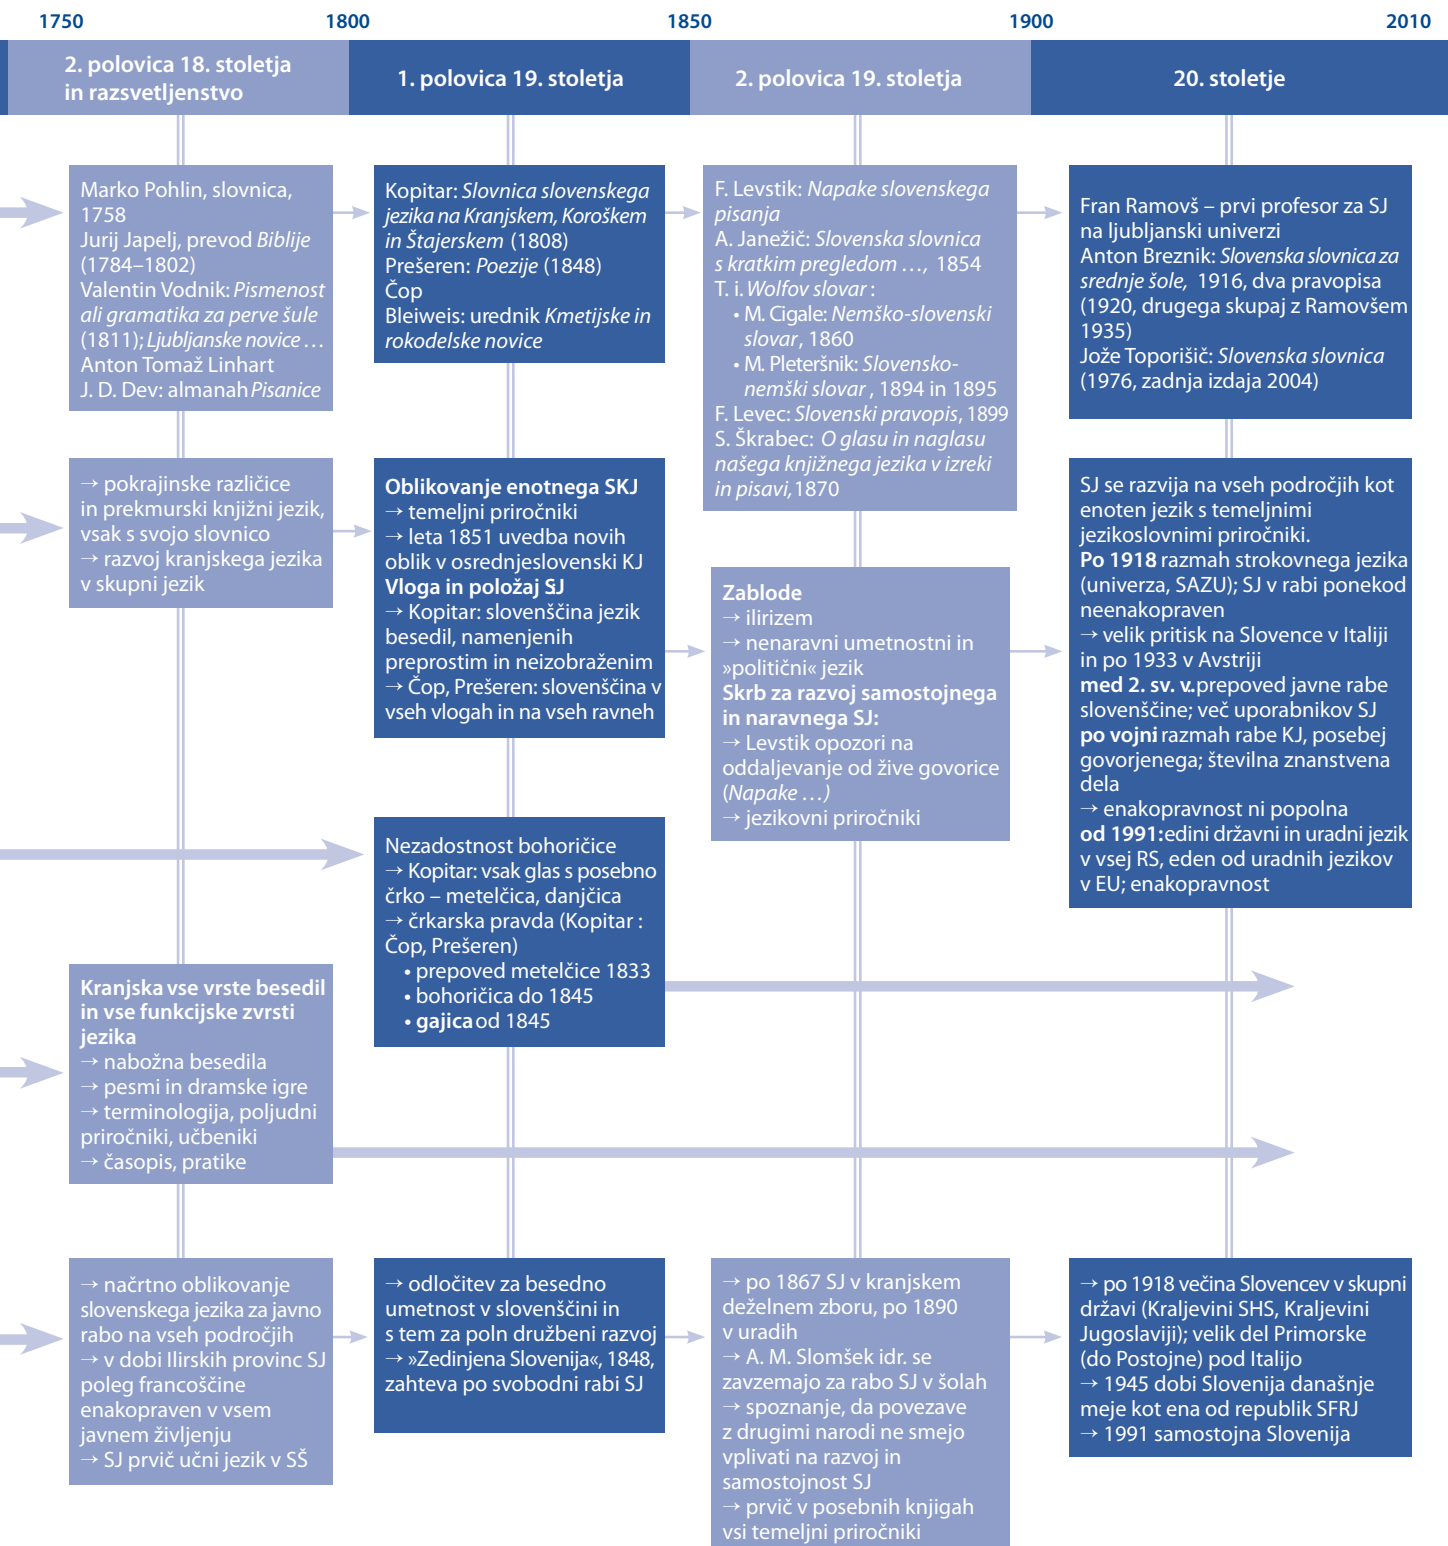 1750
1800
1850
1900
2010
2. polovica 18. stoletja
in razsvetljenstvo
1. polovica 19. stoletja
2. polovica 19. stoletja
20. stoletje
Marko Pohlin, slovnica,
1758
Jurij Japelj, prevod Biblije
(1784–1802)
Valentin Vodnik: Pismenost
ali gramatika za perve šule
(1811); Ljubljanske novice …
Anton Tomaž Linhart
J. D. Dev: almanah Pisanice
Kopitar: Slovnica slovenskega
jezika na Kranjskem, Koroškem
in Štajerskem (1808)
Prešeren: Poezije (1848)
Čop
Bleiweis: urednik Kmetijske in
rokodelske novice
F. Levstik: Napake slovenskega
pisanja
A. Janežič: Slovenska slovnica
s kratkim pregledom …, 1854
T. i. Wolfov slovar :
• M. Cigale: Nemško-slovenski
slovar, 1860
• M. Pleteršnik: Slovensko-
nemški slovar , 1894 in 1895
F. Levec: Slovenski pravopis, 1899
S. Škrabec: O glasu in naglasu
našega knjižnega jezika v izreki
in pisavi, 1870
Fran Ramovš – prvi profesor za SJ
na ljubljanski univerzi
Anton Breznik: Slovenska slovnica za
srednje šole, 1916, dva pravopisa
(1920, drugega skupaj z Ramovšem
1935)
Jože Toporišič: Slovenska slovnica
(1976, zadnja izdaja 2004)
→ pokrajinske različice
in prekmurski knjižni jezik,
vsak s svojo slovnico
→ razvoj kranjskega jezika
v skupni jezik
Oblikovanje enotnega SKJ
→ temeljni priročniki
→ leta 1851 uvedba novih
oblik v osrednjeslovenski KJ
Vloga in položaj SJ
→ Kopitar: slovenščina jezik
besedil, namenjenih
preprostim in neizobraženim
→ Čop, Prešeren: slovenščina v
vseh vlogah in na vseh ravneh
Zablode
→ ilirizem
→ nenaravni umetnostni in
»politični« jezik
Skrb za razvoj samostojnega
in naravnega SJ:
→ Levstik opozori na
oddaljevanje od žive govorice
(Napake …)
→ jezikovni priročniki
SJ se razvija na vseh področjih kot
enoten jezik s temeljnimi
jezikoslovnimi priročniki.
Po 1918 razmah strokovnega jezika
(univerza, SAZU); SJ v rabi ponekod
neenakopraven
→ velik pritisk na Slovence v Italiji
in po 1933 v Avstriji
med 2. sv. v. prepoved javne rabe
slovenščine; več uporabnikov SJ
po vojni razmah rabe KJ, posebej
govorjenega; številna znanstvena
dela
→ enakopravnost ni popolna
od 1991: edini državni in uradni jezik
v vsej RS, eden od uradnih jezikov
v EU; enakopravnost
Nezadostnost bohoričice
→ Kopitar: vsak glas s posebno
črko – metelčica, danjčica
→ črkarska pravda (Kopitar :
Čop, Prešeren)
• prepoved metelčice 1833
• bohoričica do 1845
• gajica od 1845
Kranjska vse vrste besedil
in vse funkcijske zvrsti
jezika
→ nabožna besedila
→ pesmi in dramske igre
→ terminologija, poljudni
priročniki, učbeniki
→ časopis, pratike
→ načrtno oblikovanje
slovenskega jezika za javno
rabo na vseh področjih
→ v dobi Ilirskih provinc SJ
poleg francoščine
enakopraven v vsem
javnem življenju
→ SJ prvič učni jezik v SŠ
→ odločitev za besedno
umetnost v slovenščini in
s tem za poln družbeni razvoj
→ »Zedinjena Slovenija«, 1848,
zahteva po svobodni rabi SJ
→ po 1867 SJ v kranjskem
deželnem zboru, po 1890
v uradih
→ A. M. Slomšek idr. se
zavzemajo za rabo SJ v šolah
→ spoznanje, da povezave
z drugimi narodi ne smejo
vplivati na razvoj in
samostojnost SJ
→ prvič v posebnih knjigah
vsi temeljni priročniki
→ po 1918 večina Slovencev v skupni
državi (Kraljevini SHS, Kraljevini
Jugoslaviji); velik del Primorske
(do Postojne) pod Italijo
→ 1945 dobi Slovenija današnje
meje kot ena od republik SFRJ
→ 1991 samostojna Slovenija